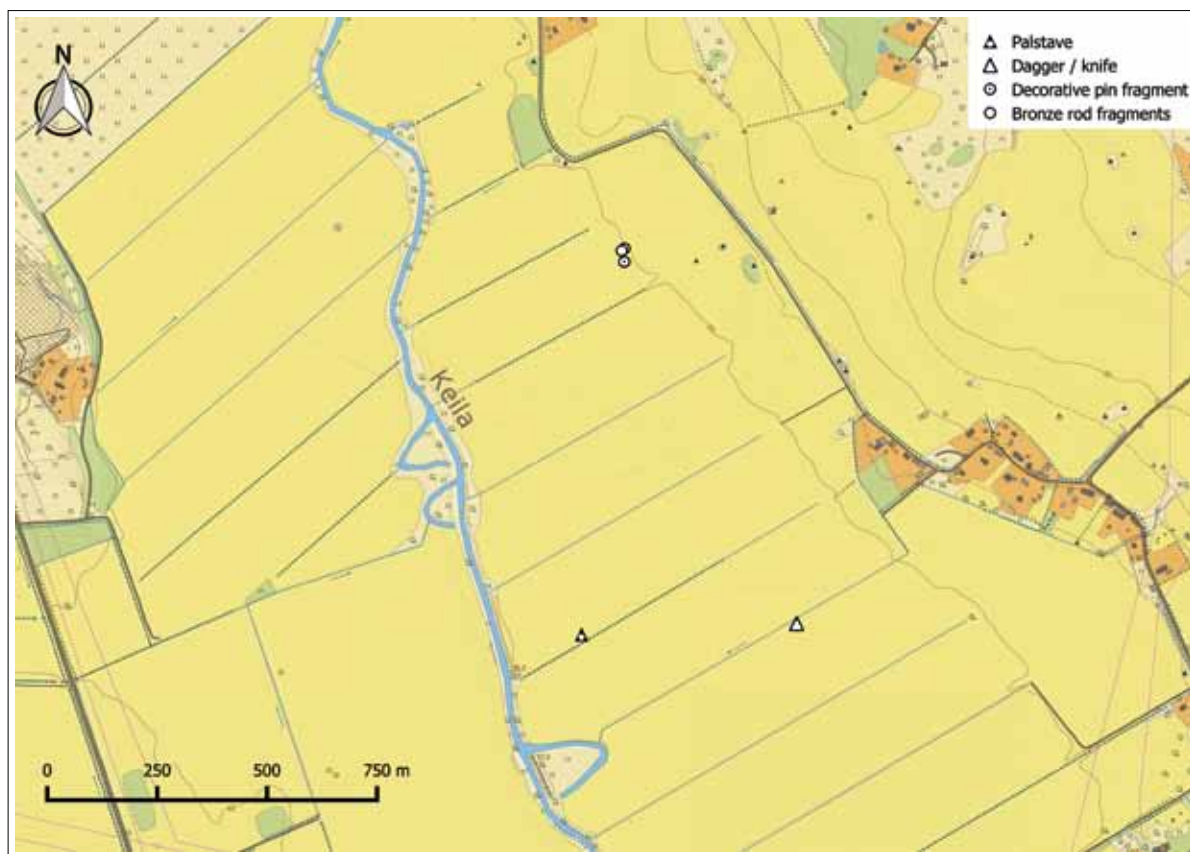 N
Palstave
Dagger / knife
Decorative pin fragment
Bronze rod fragments
Keila
0 250 500 750 m